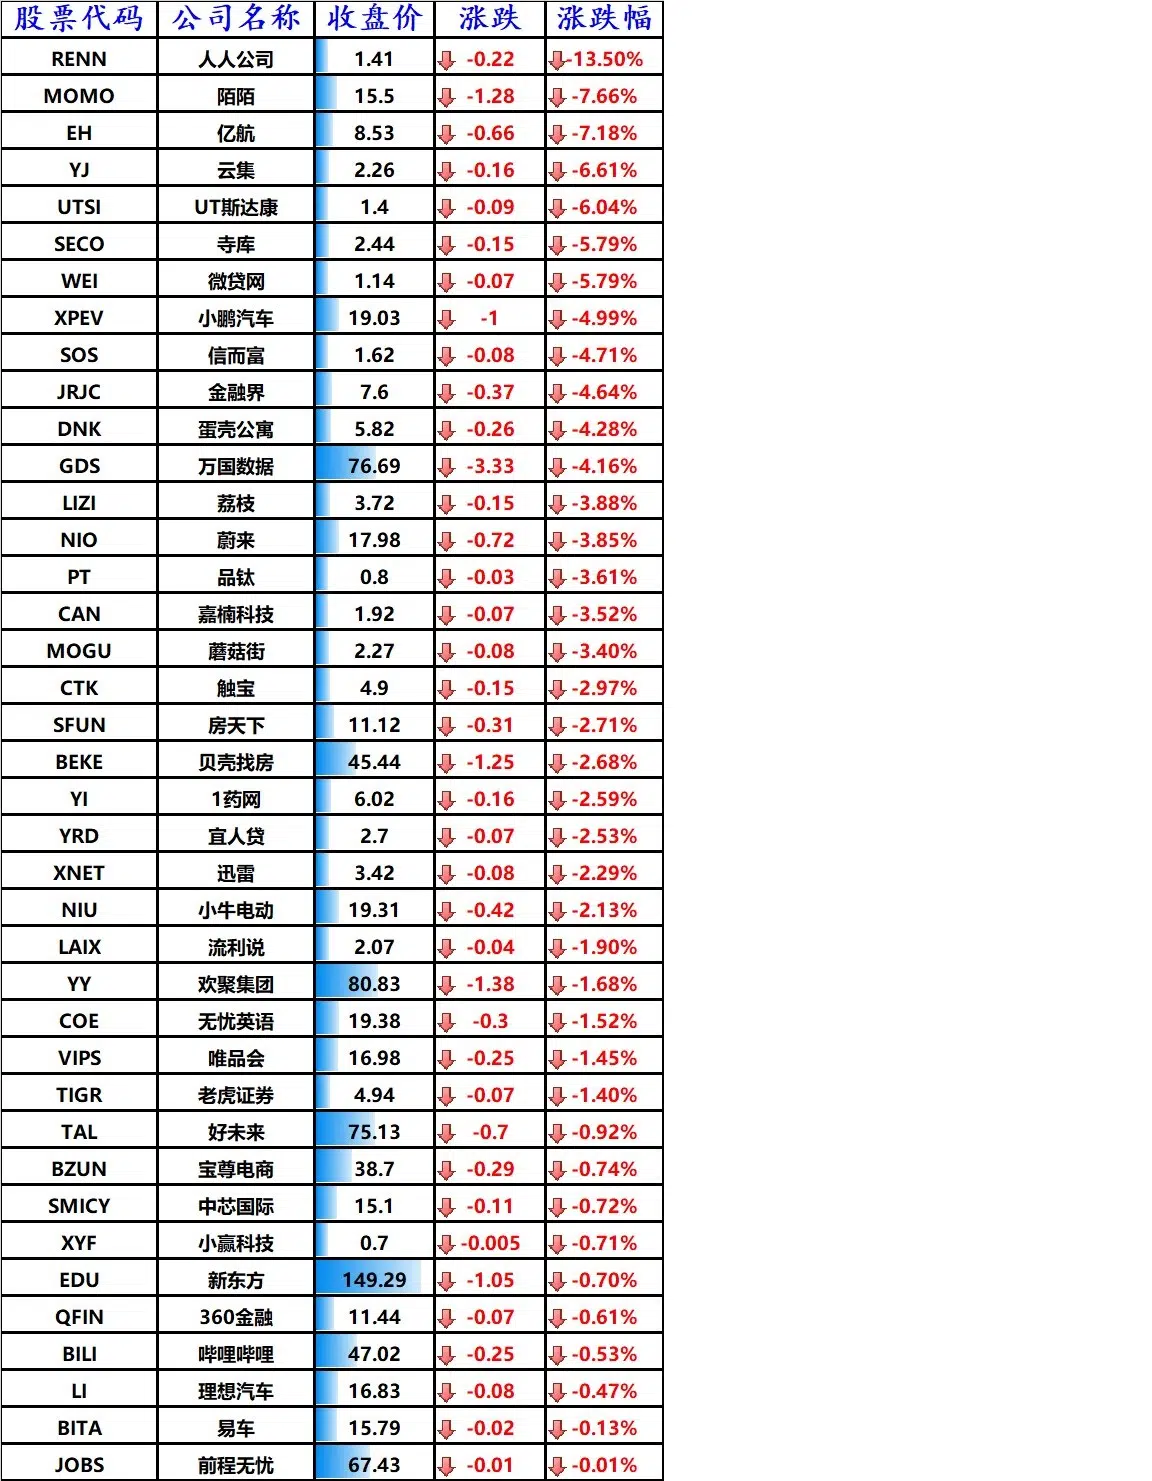 股票代码 公司名称 收盘价 涨跌 涨跌幅
RENN 人人公司 1.41 -0.22 -13.50%
MOMO 陌陌 15.5 -1.28 -7.66%
EH 亿航 8.53 -0.66 -7.18%
YJ 云集 2.26 -0.16 -6.61%
UTSI UT斯达康 1.4 -0.09 -6.04%
SECO 寺库 2.44 -0.15 -5.79%
WEI 微贷网 1.14 -0.07 -5.79%
XPEV 小鹏汽车 19.03 -1 -4.99%
SOS 信而富 1.62 -0.08 -4.71%
JRJC 金融界 7.6 -0.37 -4.64%
DNK 蛋壳公寓 5.82 -0.26 -4.28%
GDS 万国数据 76.69 -3.33 -4.16%
LIZI 荔枝 3.72 -0.15 -3.88%
NIO 蔚来 17.98 -0.72 -3.85%
PT 品钛 0.8 -0.03 -3.61%
CAN 嘉楠科技 1.92 -0.07 -3.52%
MOGU 蘑菇街 2.27 -0.08 -3.40%
CTK 触宝 4.9 -0.15 -2.97%
SFUN 房天下 11.12 -0.31 -2.71%
BEKE 贝壳找房 45.44 -1.25 -2.68%
YI 1药网 6.02 -0.16 -2.59%
YRD 宜人贷 2.7 -0.07 -2.53%
XNET 迅雷 3.42 -0.08 -2.29%
NIU 小牛电动 19.31 -0.42 -2.13%
LAIX 流利说 2.07 -0.04 -1.90%
YY 欢聚集团 80.83 -1.38 -1.68%
COE 无忧英语 19.38 -0.3 -1.52%
VIPS 唯品会 16.98 -0.25 -1.45%
TIGR 老虎证券 4.94 -0.07 -1.40%
TAL 好未来 75.13 -0.7 -0.92%
BZUN 宝尊电商 38.7 -0.29 -0.74%
SMICY 中芯国际 15.1 -0.11 -0.72%
XYF 小赢科技 0.7 -0.005 -0.71%
EDU 新东方 149.29 -1.05 -0.70%
QFIN 360金融 11.44 -0.07 -0.61%
BILI 哔哩哔哩 47.02 -0.25 -0.53%
LI 理想汽车 16.83 -0.08 -0.47%
BITA 易车 15.79 -0.02 -0.13%
JOBS 前程无忧 67.43 -0.01 -0.01%